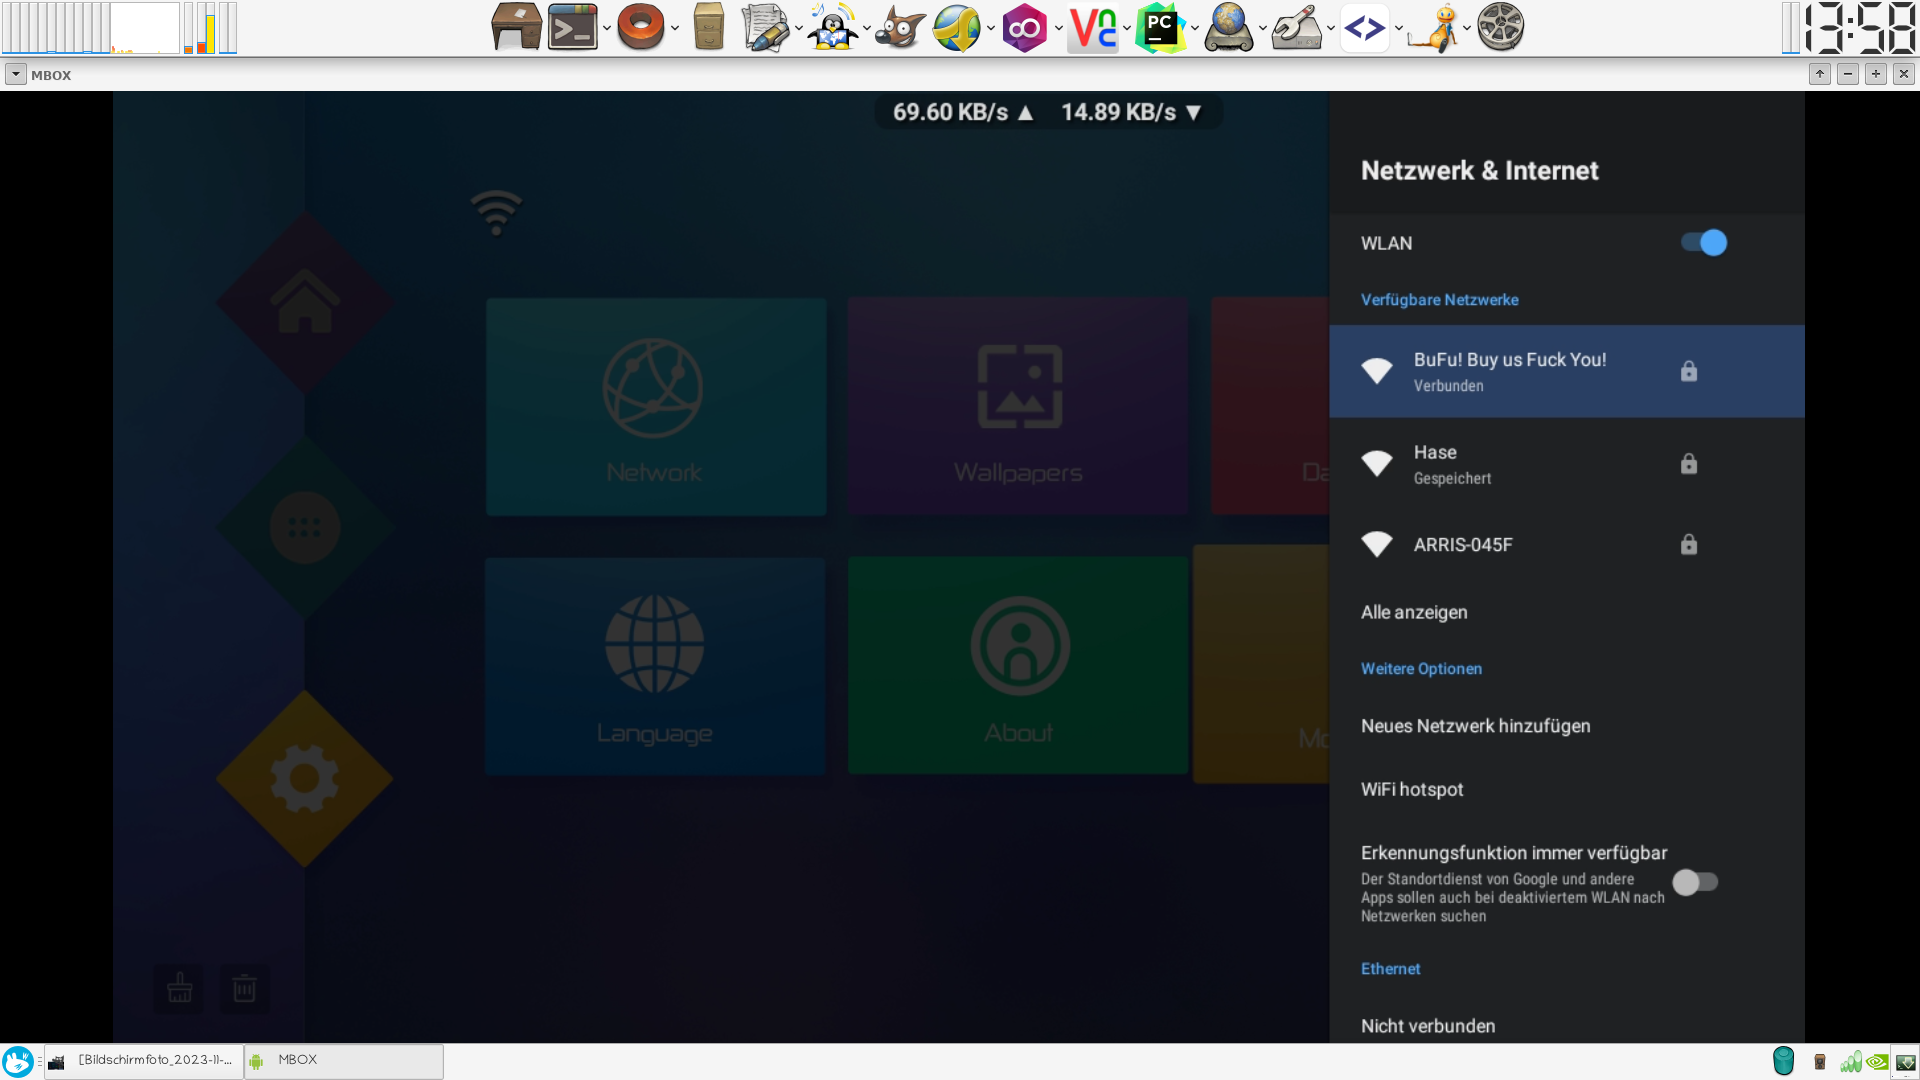 13:58
MBOX
69.60 KB/s ▲ 14.89 KB/s ▼
Netzwerk & Internet
WLAN
Verfügbare Netzwerke
BuFu! Buy us Fuck You!
Verbunden
Hase
Gespeichert
ARRIS-045F
Alle anzeigen
Weitere Optionen
Neues Netzwerk hinzufügen
WiFi hotspot
Erkennungsfunktion immer verfügbar
Der Standortdienst von Google und andere
Apps sollen auch bei deaktiviertem WLAN nach
Netzwerken suchen
Ethernet
Nicht verbunden
Network
Wallpapers
Da
Language
About
Mo
[Bildschirmfoto_2023-11-...
MBOX